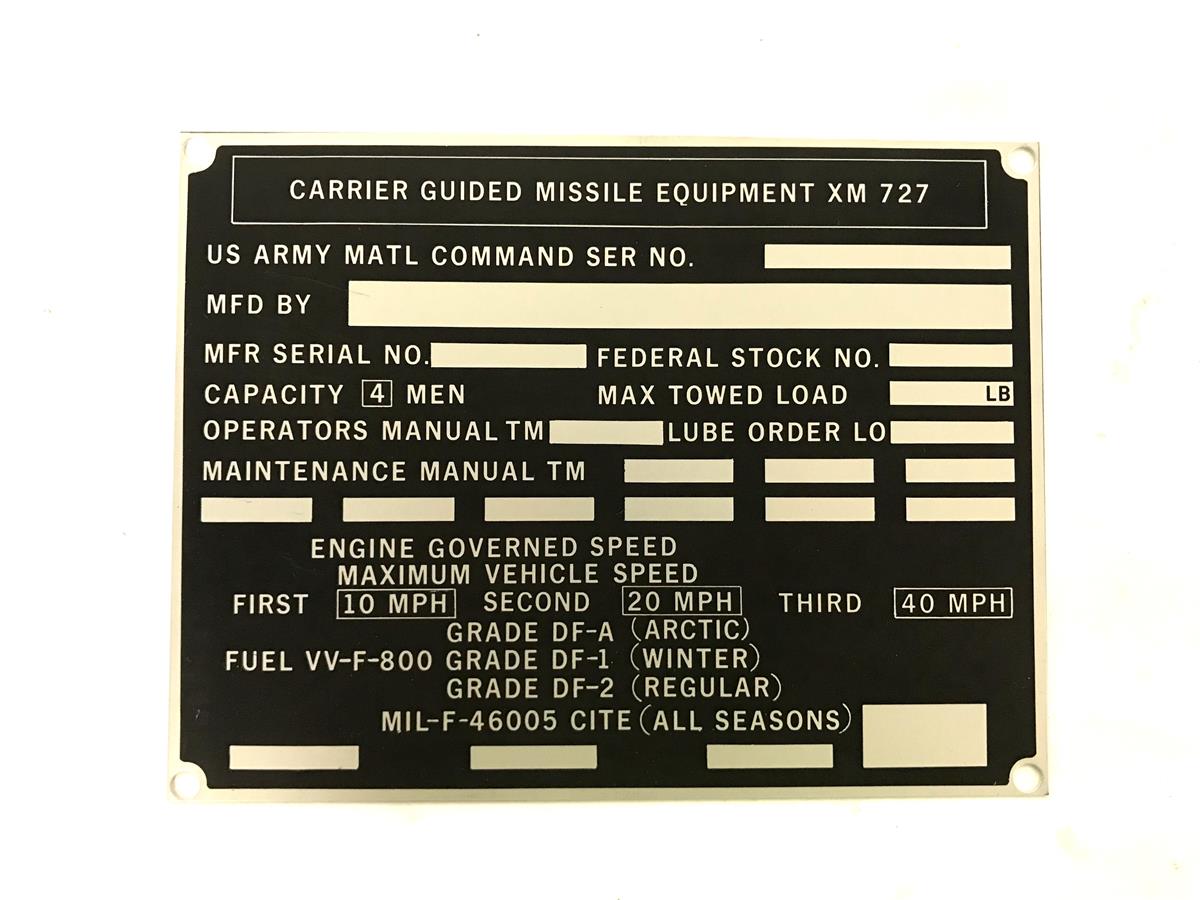 CARRIER GUIDED MISSILE EQUIPMENT XM 727
US ARMY MATL COMMAND SER NO.
MFD BY
MFR SERIAL NO. FEDERAL STOCK NO.
CAPACITY 4 MEN MAX TOWED LOAD LB
OPERATORS MANUAL TM LUBE ORDER LO
MAINTENANCE MANUAL TM
ENGINE GOVERNED SPEED
MAXIMUM VEHICLE SPEED
FIRST 10 MPH SECOND 20 MPH THIRD 40 MPH
GRADE DF-A (ARCTIC)
FUEL VV-F-800 GRADE DF-1 (WINTER)
GRADE DF-2 (REGULAR)
MIL-F-46005 CITE (ALL SEASONS)